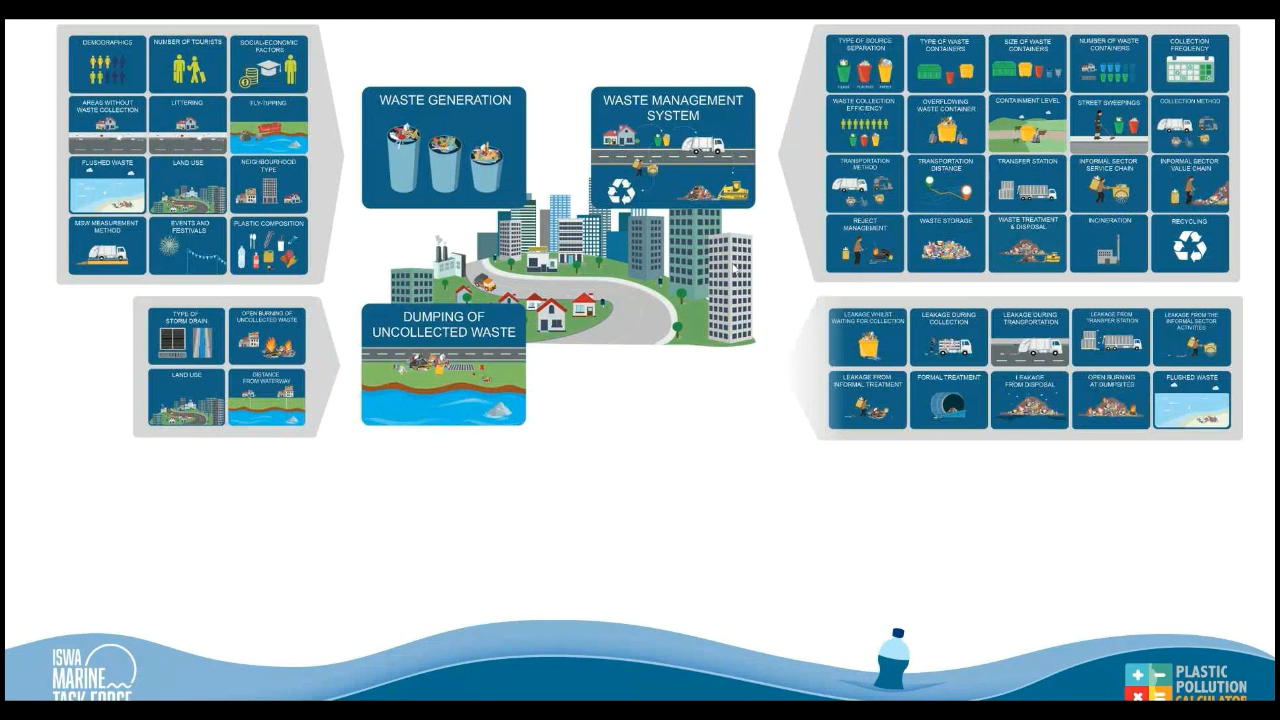 DEMOGRAPHICS
NUMBER OF TOURISTS
SOCIAL-ECONOMIC
FACTORS
AREAS WITHOUT
WASTE COLLECTION
LITTERING
FLY-TIPPING
FLUSHED WASTE
LAND USE
NEIGHBOURHOOD
TYPE
MSW MEASUREMENT
METHOD
EVENTS AND
FESTIVALS
PLASTIC COMPOSITION
WASTE GENERATION
WASTE MANAGEMENT
SYSTEM
TYPE OF SOURCE
SEPARATION
TYPE OF WASTE
CONTAINERS
SIZE OF WASTE
CONTAINERS
NUMBER OF WASTE
CONTAINERS
COLLECTION
FREQUENCY
WASTE COLLECTION
EFFICIENCY
OVERFLOWING
WASTE CONTAINER
CONTAINMENT LEVEL
STREET SWEEPINGS
COLLECTION METHOD
TRANSPORTATION
METHOD
TRANSPORTATION
DISTANCE
TRANSFER STATION
INFORMAL SECTOR
SERVICE CHAIN
INFORMAL SECTOR
VALUE CHAIN
REJECT
MANAGEMENT
WASTE STORAGE
WASTE TREATMENT
& DISPOSAL
INCINERATION
RECYCLING
TYPE OF
STORM DRAIN
OPEN BURNING OF
UNCOLLECTED WASTE
LAND USE
DISTANCE
FROM WATERWAY
DUMPING OF
UNCOLLECTED WASTE
LEAKAGE WHILST
WAITING FOR COLLECTION
LEAKAGE DURING
COLLECTION
LEAKAGE DURING
TRANSPORTATION
LEAKAGE FROM
TRANSFER STATION
LEAKAGE FROM THE
INFORMAL SECTOR
ACTIVITIES
LEAKAGE FROM
INFORMAL TREATMENT
FORMAL TREATMENT
LEAKAGE
FROM DISPOSAL
OPEN BURNING
AT DUMPSITES
FLUSHED WASTE
ISWA
MARINE
TASK FORCE
PLASTIC
POLLUTION
CALCULATOR